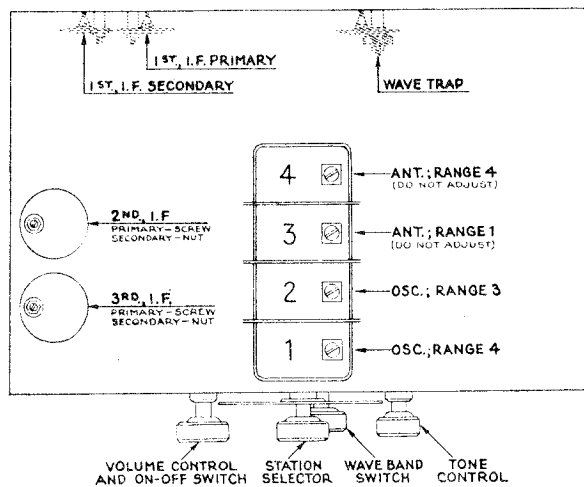 1ST, I.F. PRIMARY
1ST, I.F. SECONDARY
WAVE TRAP
4
ANT.; RANGE 4
(DO NOT ADJUST)
3
ANT.; RANGE 1
(DO NOT ADJUST)
2
OSC.; RANGE 3
1
OSC.; RANGE 4
2ND., I.F
PRIMARY-SCREW
SECONDARY-NUT
3RD., I.F.
PRIMARY-SCREW
SECONDARY-NUT
VOLUME CONTROL
AND ON-OFF SWITCH
STATION
SELECTOR
WAVE BAND
SWITCH
TONE
CONTROL